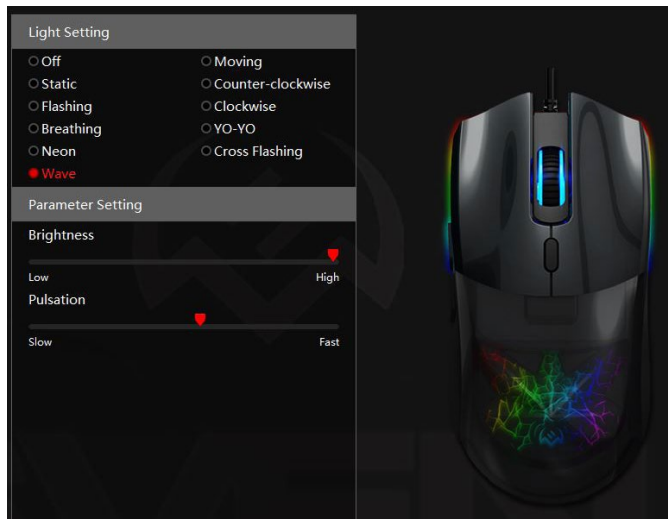 Light Setting
Off
Moving
Static
Counter-clockwise
Flashing
Clockwise
Breathing
YO-YO
Neon
Cross Flashing
Wave
Parameter Setting
Brightness
Low
High
Pulsation
Slow
Fast